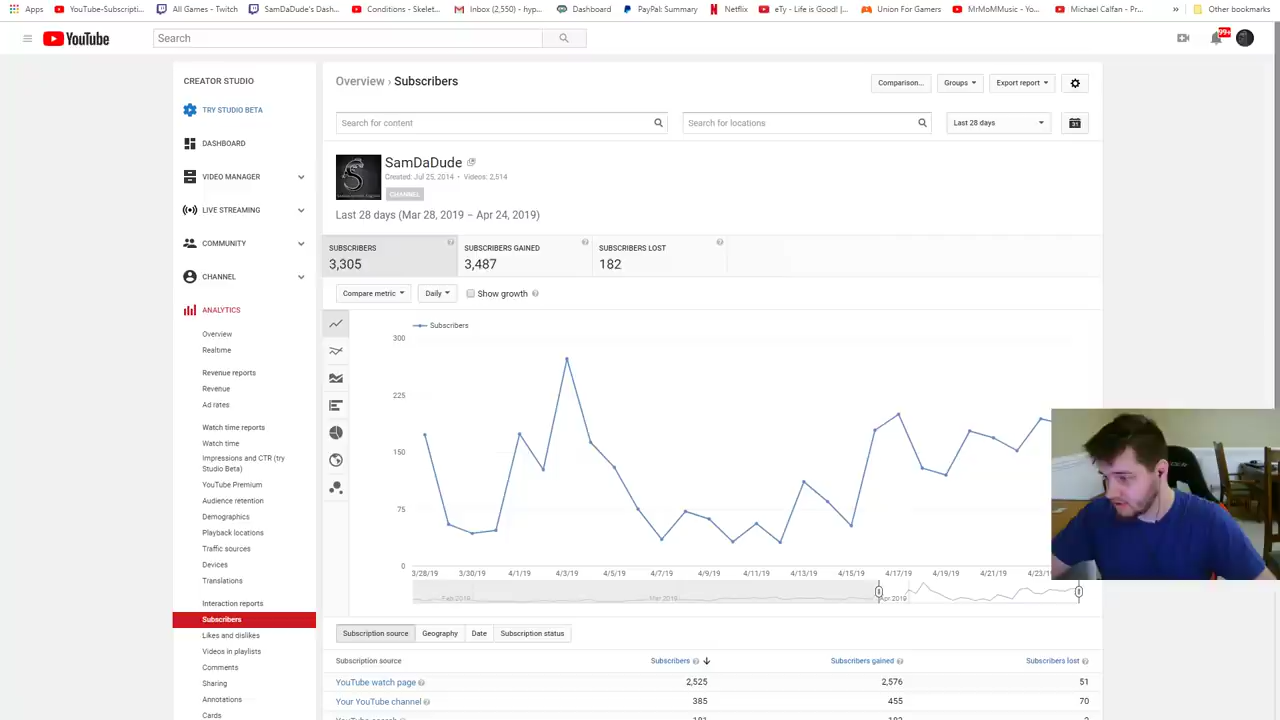 Apps YouTube-Subscripti... All Games - Twitch SamDaDude's Dash... Conditions - Skelet... Inbox (2,550) - hyp... Dashboard PayPal: Summary Netflix eTy - Life is Good! |... Union For Gamers MrMoMMusic - Yo... Michael Calfan - Pr... » Other bookmarks
YouTube
Search
99+
CREATOR STUDIO
TRY STUDIO BETA
DASHBOARD
VIDEO MANAGER
LIVE STREAMING
COMMUNITY
CHANNEL
ANALYTICS
Overview
Realtime
Revenue reports
Revenue
Ad rates
Watch time reports
Watch time
Impressions and CTR (try
Studio Beta)
YouTube Premium
Audience retention
Demographics
Playback locations
Traffic sources
Devices
Translations
Interaction reports
Subscribers
Likes and dislikes
Videos in playlists
Comments
Sharing
Annotations
Cards
Overview › Subscribers
Comparison... Groups Export report
Search for content
Search for locations
Last 28 days
31
SamDaDude
Created: Jul 25, 2014 • Videos: 2,514
CHANNEL
Last 28 days (Mar 28, 2019 – Apr 24, 2019)
SUBSCRIBERS
3,305
SUBSCRIBERS GAINED
3,487
SUBSCRIBERS LOST
182
Compare metric Daily Show growth
Subscribers
300
225
150
75
0
3/28/19 3/30/19 4/1/19 4/3/19 4/5/19 4/7/19 4/9/19 4/11/19 4/13/19 4/15/19 4/17/19 4/19/19 4/21/19 4/23/19
Feb 2019 Mar 2019 Apr 2019
Subscription source Geography Date Subscription status
Subscription source Subscribers Subscribers gained Subscribers lost
YouTube watch page 2,525 2,576 51
Your YouTube channel 385 455 70